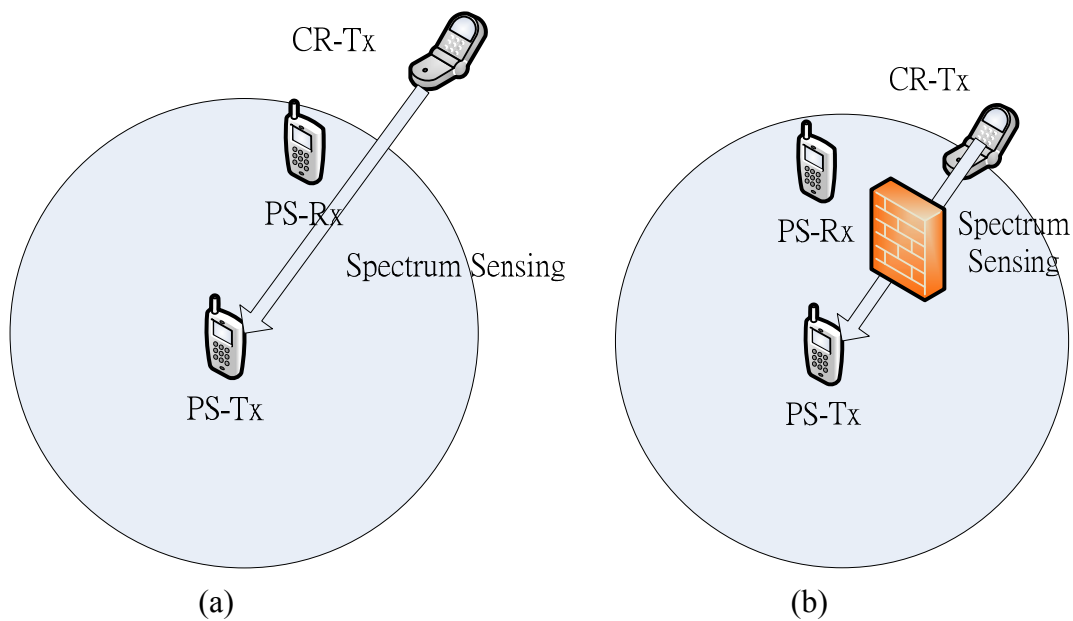 CR-Tx
PS-Rx
Spectrum Sensing
PS-Tx
(a)
CR-Tx
PS-Rx
Spectrum
Sensing
PS-Tx
(b)